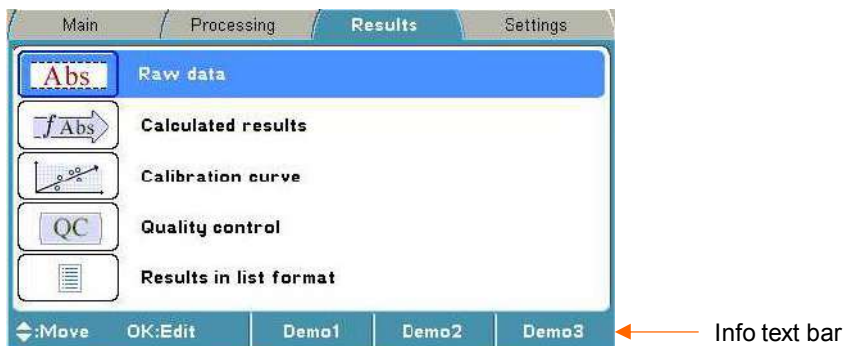 Main Processing Results Settings
Abs Raw data
f Abs Calculated results
Calibration curve
QC Quality control
Results in list format
:Move OK:Edit Demo1 Demo2 Demo3 Info text bar